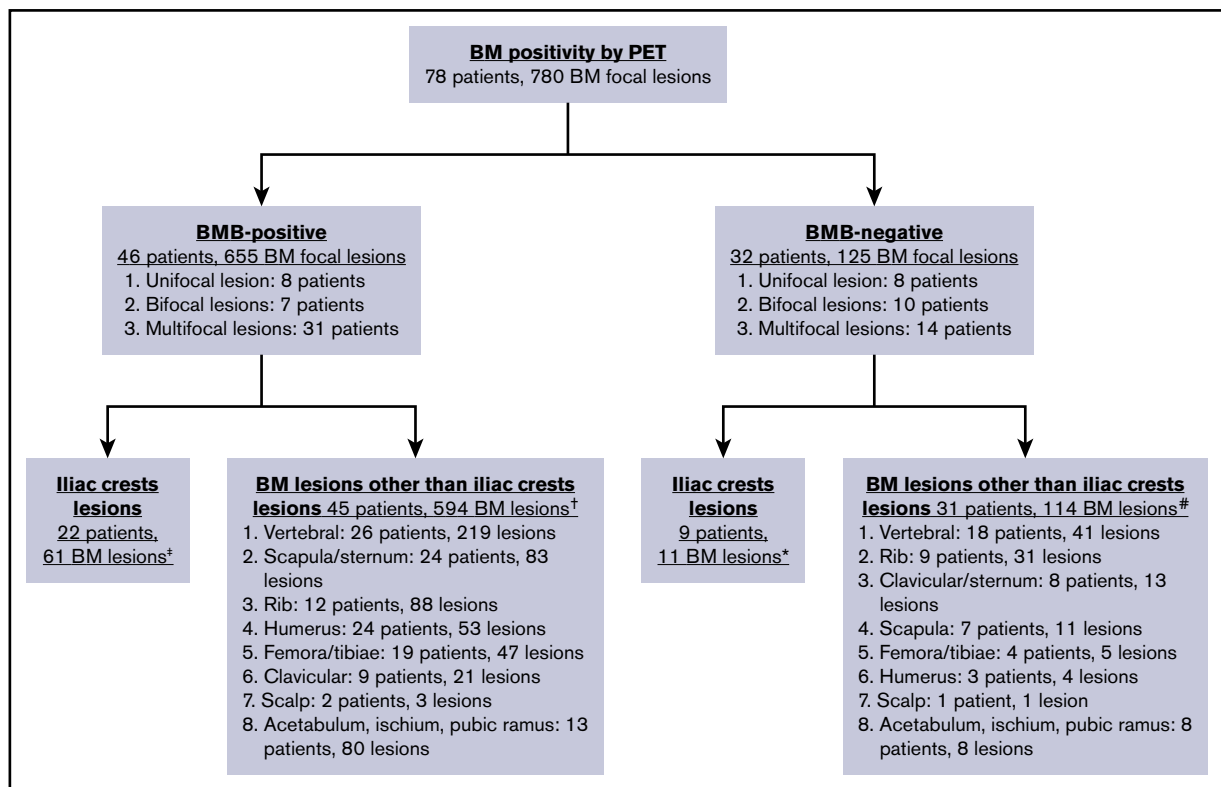 BM positivity by PET
78 patients, 780 BM focal lesions
BMB-positive
46 patients, 655 BM focal lesions
1. Unifocal lesion: 8 patients
2. Bifocal lesions: 7 patients
3. Multifocal lesions: 31 patients
BMB-negative
32 patients, 125 BM focal lesions
1. Unifocal lesion: 8 patients
2. Bifocal lesions: 10 patients
3. Multifocal lesions: 14 patients
Iliac crests
lesions
22 patients,
61 BM lesions‡
BM lesions other than iliac crests
lesions 45 patients, 594 BM lesions†
1. Vertebral: 26 patients, 219 lesions
2. Scapula/sternum: 24 patients, 83
lesions
3. Rib: 12 patients, 88 lesions
4. Humerus: 24 patients, 53 lesions
5. Femora/tibiae: 19 patients, 47 lesions
6. Clavicular: 9 patients, 21 lesions
7. Scalp: 2 patients, 3 lesions
8. Acetabulum, ischium, pubic ramus: 13
patients, 80 lesions
Iliac crests
lesions
9 patients,
11 BM lesions*
BM lesions other than iliac crests
lesions 31 patients, 114 BM lesions#
1. Vertebral: 18 patients, 41 lesions
2. Rib: 9 patients, 31 lesions
3. Clavicular/sternum: 8 patients, 13
lesions
4. Scapula: 7 patients, 11 lesions
5. Femora/tibiae: 4 patients, 5 lesions
6. Humerus: 3 patients, 4 lesions
7. Scalp: 1 patient, 1 lesion
8. Acetabulum, ischium, pubic ramus: 8
patients, 8 lesions